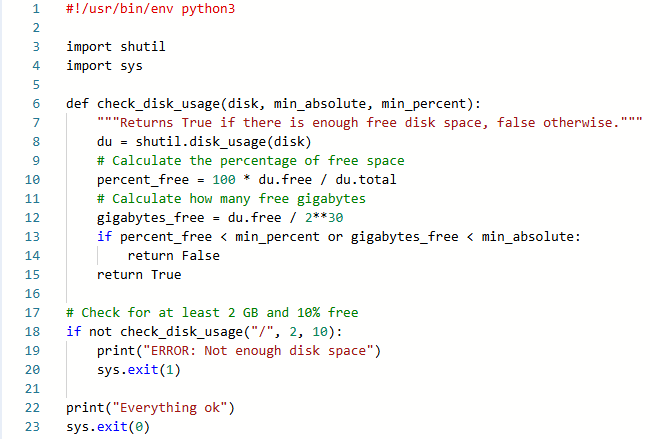 1 #!/usr/bin/env python3
2
3 import shutil
4 import sys
5
6 def check_disk_usage(disk, min_absolute, min_percent):
7     """Returns True if there is enough free disk space, false otherwise."""
8     du = shutil.disk_usage(disk)
9     # Calculate the percentage of free space
10     percent_free = 100 * du.free / du.total
11     # Calculate how many free gigabytes
12     gigabytes_free = du.free / 2**30
13     if percent_free < min_percent or gigabytes_free < min_absolute:
14         return False
15     return True
16
17 # Check for at least 2 GB and 10% free
18 if not check_disk_usage("/", 2, 10):
19     print("ERROR: Not enough disk space")
20     sys.exit(1)
21
22 print("Everything ok")
23 sys.exit(0)